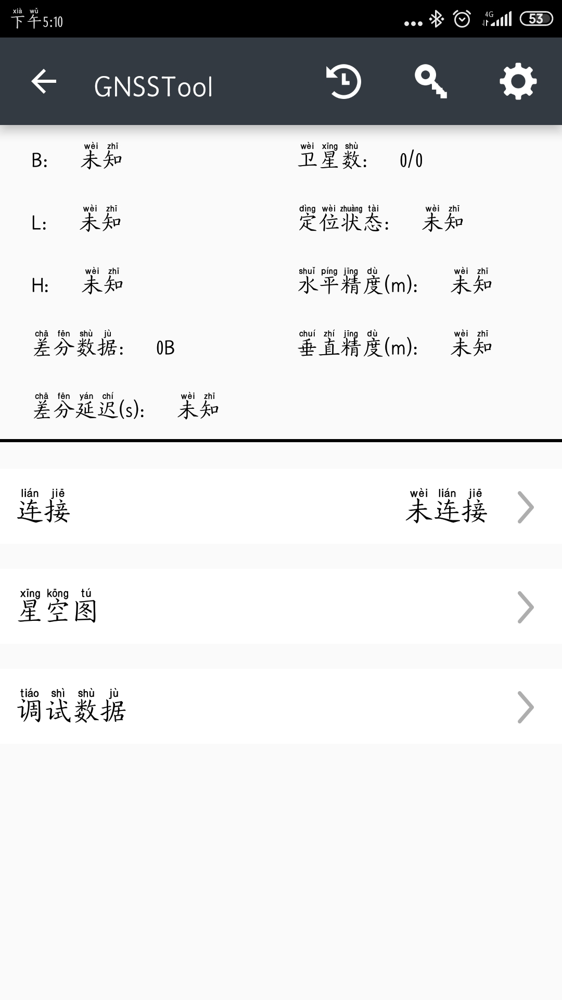 xià wǔ
下午5:10 4G 53
GNSSTool
wèi zhī wèi xīng shù
B: 未知 卫星数: 0/0
wèi zhī dìng wèi zhuàng tài wèi zhī
L: 未知 定位状态: 未知
wèi zhī shuǐ píng jīng dù wèi zhī
H: 未知 水平精度(m): 未知
chā fēn shù jù chuí zhí jīng dù wèi zhī
差分数据: 0B 垂直精度(m): 未知
chā fēn yán chí wèi zhī
差分延迟(s): 未知
lián jiē wèi lián jiē
连接 未连接
xīng kōng tú
星空图
tiáo shì shù jù
调试数据